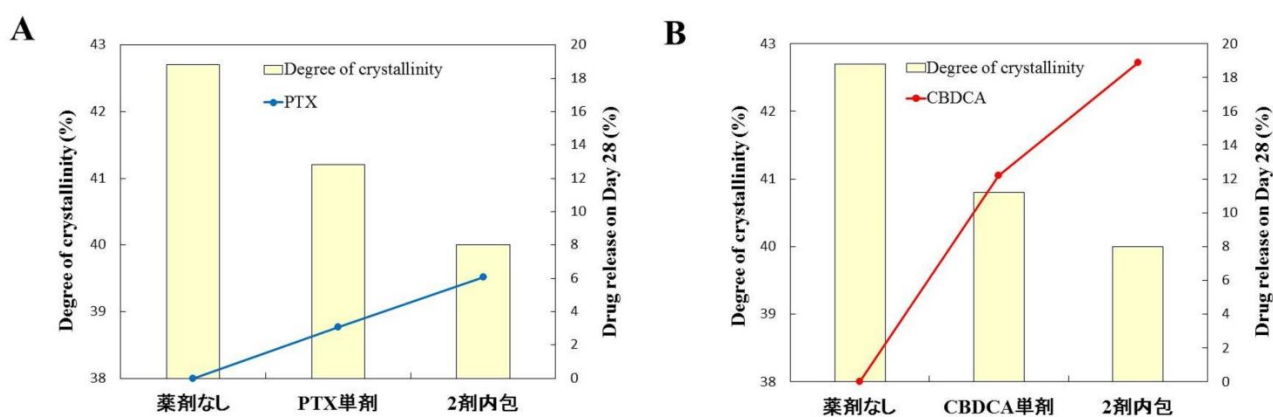 A
43
42
41
40
39
38
Degree of crystallinity (%)
Degree of crystallinity
PTX
20
18
16
14
12
10
8
6
4
2
0
Drug release on Day 28 (%)
薬剤なし
PTX単剤
2剤内包
B
43
42
41
40
39
38
Degree of crystallinity (%)
Degree of crystallinity
CBDCA
20
18
16
14
12
10
8
6
4
2
0
Drug release on Day 28 (%)
薬剤なし
CBDCA単剤
2剤内包